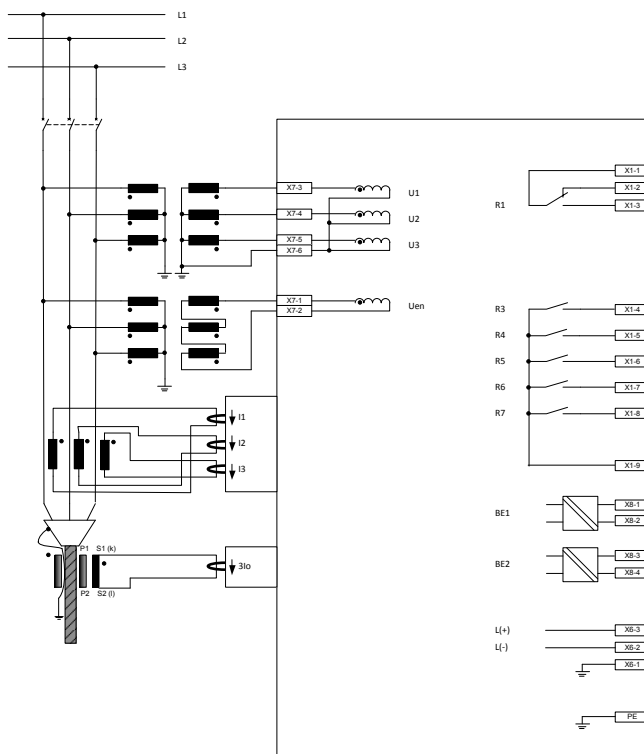 L1
L2
L3
X7-3
U1
X7-4
U2
X7-5
U3
X7-6
X7-1
Uen
X7-2
I1
I2
I3
P1 S1 (k)
3Io
P2 S2 (l)
X1-1
X1-2
R1
X1-3
R3
X1-4
R4
X1-5
R5
X1-6
R6
X1-7
R7
X1-8
X1-9
X8-1
BE1
X8-2
X8-3
BE2
X8-4
L(+)
X6-3
L(-)
X6-2
X6-1
PE